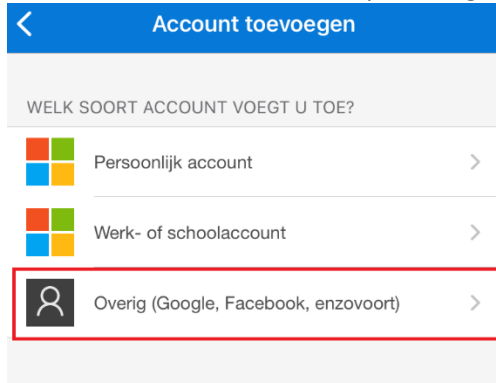 Account toevoegen
WELK SOORT ACCOUNT VOEGT U TOE?
Persoonlijk account
Werk- of schoolaccount
Overig (Google, Facebook, enzovoort)